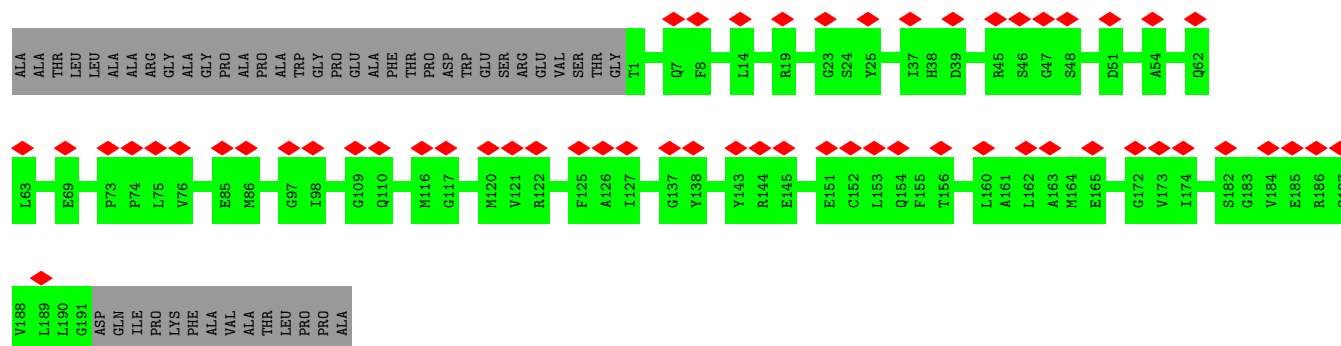 ALA ALA THR LEU LEU ALA ALA ARG GLY ALA GLY PRO ALA PRO ALA TRP GLY PRO GLU ALA PHE THR PRO ASP TRP GLU SER ARG GLU VAL SER THR GLY T1 Q7 F8 L14 R19 G23 S24 Y25 I37 H38 D39 R45 S46 G47 S48 D51 A54 Q62
L63 E69 P73 P74 L75 V76 E85 M86 G97 I98 G109 Q110 M116 G117 M120 V121 R122 F125 A126 I127 G137 Y138 Y143 R144 E145 E151 C152 L153 Q154 F155 T156 L160 A161 L162 A163 M164 E165 G172 V173 I174 S182 G183 V184 E185 R186
V188 L189 L190 G191 ASP GLN ILE PRO LYS PHE ALA VAL ALA THR LEU PRO PRO ALA